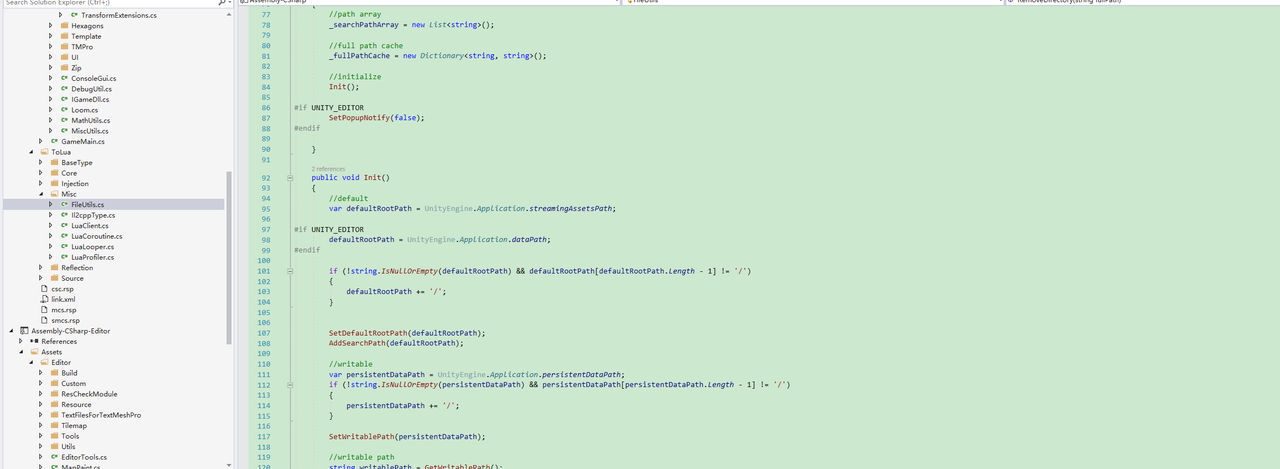 Search Solution Explorer (Ctrl+;)
TransformExtensions.cs
Hexagons
Template
TMPro
UI
Zip
ConsoleGui.cs
DebugUtil.cs
IGameDll.cs
Loom.cs
MathUtils.cs
MiscUtils.cs
GameMain.cs
ToLua
BaseType
Core
Injection
Misc
FileUtils.cs
Il2cppType.cs
LuaClient.cs
LuaCoroutine.cs
LuaLooper.cs
LuaProfiler.cs
Reflection
Source
csc.rsp
link.xml
mcs.rsp
smcs.rsp
Assembly-CSharp-Editor
References
Assets
Editor
Build
Custom
ResCheckModule
Resource
TextFilesForTextMeshPro
Tilemap
Tools
Utils
EditorTools.cs
MapPaint.cs
Assembly-CSharp
FileUtils
RemoveDirectory(string fullPath)
77 //path array
78 _searchPathArray = new List<string>();
79
80 //full path cache
81 _fullPathCache = new Dictionary<string, string>();
82
83 //initialize
84 Init();
85
86 #if UNITY_EDITOR
87 SetPopupNotify(false);
88 #endif
89
90 }
91
2 references
92 public void Init()
93 {
94 //default
95 var defaultRootPath = UnityEngine.Application.streamingAssetsPath;
96
97 #if UNITY_EDITOR
98 defaultRootPath = UnityEngine.Application.dataPath;
99 #endif
100
101 if (!string.IsNullOrEmpty(defaultRootPath) && defaultRootPath[defaultRootPath.Length - 1] != '/')
102 {
103 defaultRootPath += '/';
104 }
105
106
107 SetDefaultRootPath(defaultRootPath);
108 AddSearchPath(defaultRootPath);
109
110 //writable
111 var persistentDataPath = UnityEngine.Application.persistentDataPath;
112 if (!string.IsNullOrEmpty(persistentDataPath) && persistentDataPath[persistentDataPath.Length - 1] != '/')
113 {
114 persistentDataPath += '/';
115 }
116
117 SetWritablePath(persistentDataPath);
118
119 //writable path
120 string writablePath = GetWritablePath();